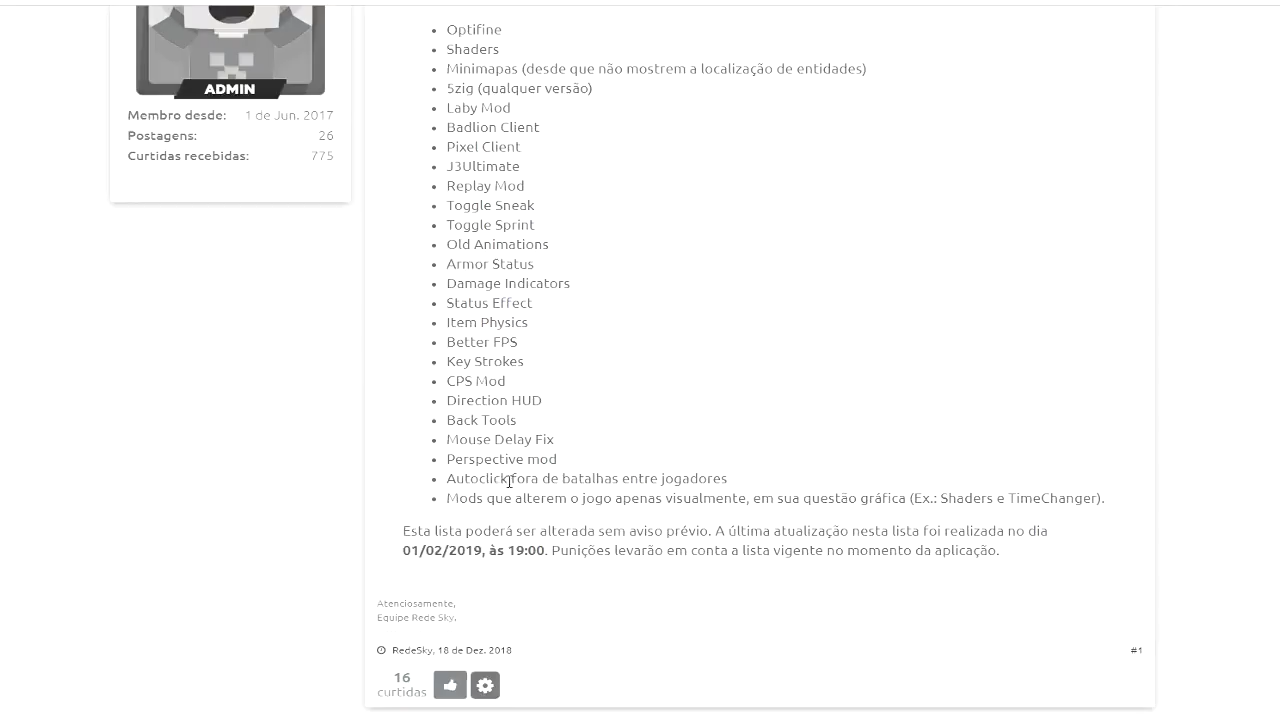 ADMIN
Membro desde: 1 de Jun. 2017
Postagens: 26
Curtidas recebidas: 775
Optifine
Shaders
Minimapas (desde que não mostrem a localização de entidades)
5zig (qualquer versão)
Laby Mod
Badlion Client
Pixel Client
J3Ultimate
Replay Mod
Toggle Sneak
Toggle Sprint
Old Animations
Armor Status
Damage Indicators
Status Effect
Item Physics
Better FPS
Key Strokes
CPS Mod
Direction HUD
Back Tools
Mouse Delay Fix
Perspective mod
Autoclick fora de batalhas entre jogadores
Mods que alterem o jogo apenas visualmente, em sua questão gráfica (Ex.: Shaders e TimeChanger).
Esta lista poderá ser alterada sem aviso prévio. A última atualização nesta lista foi realizada no dia
01/02/2019, às 19:00. Punições levarão em conta a lista vigente no momento da aplicação.
Atenciosamente,
Equipe Rede Sky.
RedeSky, 18 de Dez. 2018 #1
16
curtidas